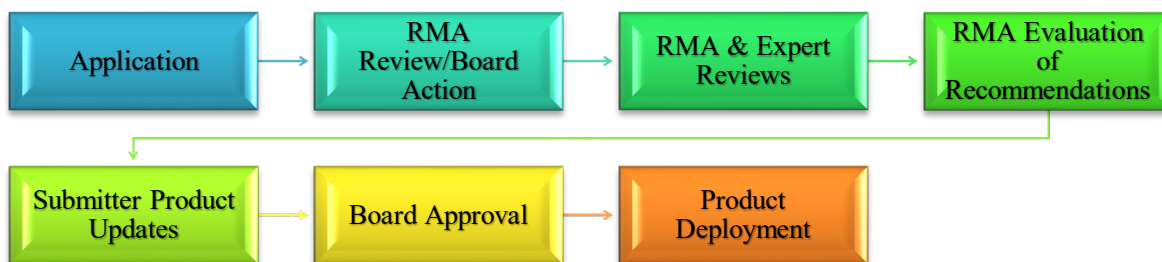 Application
RMA
Review/Board
Action
RMA & Expert
Reviews
RMA Evaluation
of
Recommendations
Submitter Product
Updates
Board Approval
Product
Deployment